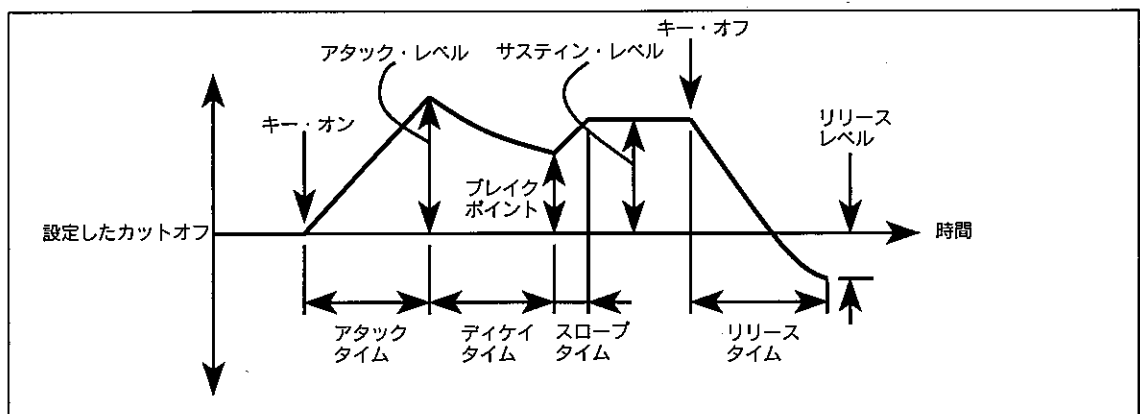 キー・オフ
アタック・レベル
サスティン・レベル
キー・オン
リリース
レベル
ブレイク
ポイント
設定したカットオフ
時間
アタック
タイム
ディケイ
タイム
スロープ
タイム
リリース
タイム